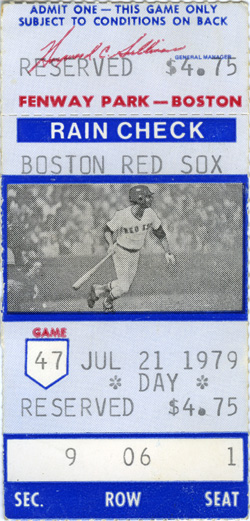 ADMIT ONE — THIS GAME ONLY
SUBJECT TO CONDITIONS ON BACK
GENERAL MANAGER
RESERVED $4.75
FENWAY PARK — BOSTON
RAIN CHECK
BOSTON RED SOX
RED SOX
GAME
47 JUL 21 1979
* DAY *
RESERVED $4.75
9 06 1
SEC. ROW SEAT